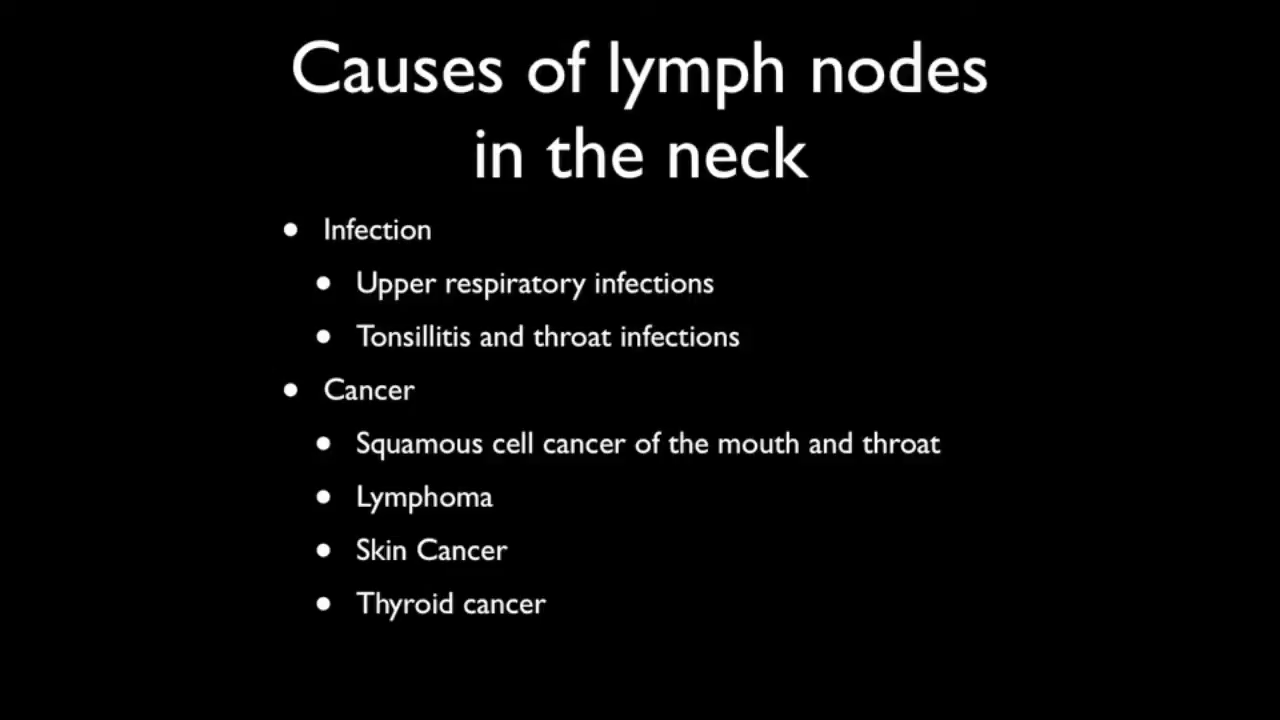 Causes of lymph nodes
in the neck
• Infection
• Upper respiratory infections
• Tonsillitis and throat infections
• Cancer
• Squamous cell cancer of the mouth and throat
• Lymphoma
• Skin Cancer
• Thyroid cancer